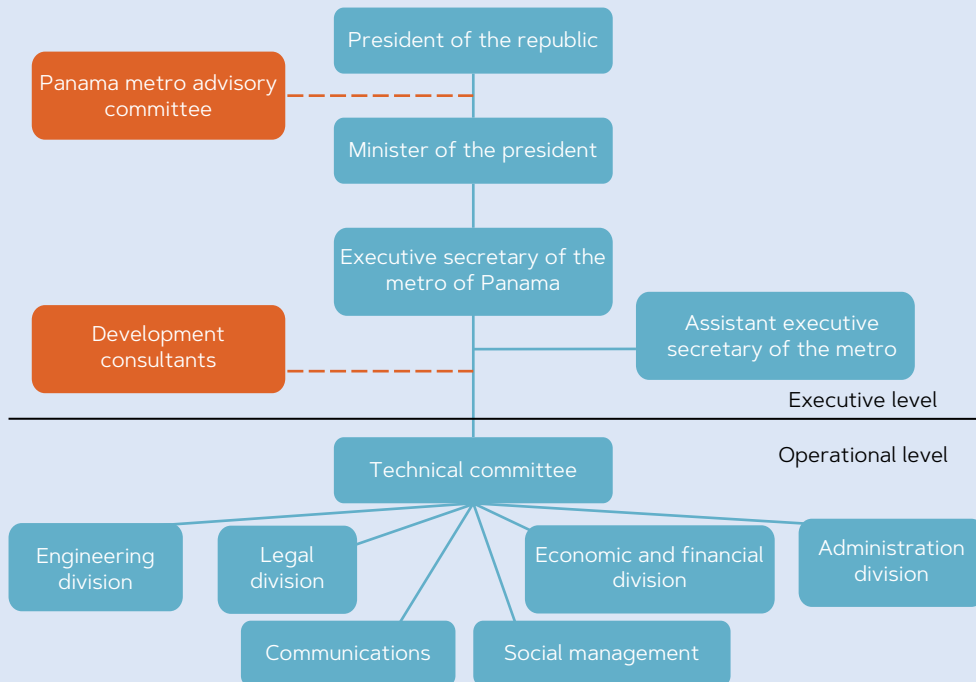 President of the republic
Panama metro advisory
committee
Minister of the president
Executive secretary of the
metro of Panama
Development
consultants
Assistant executive
secretary of the metro
Executive level
Operational level
Technical committee
Engineering
division
Legal
division
Economic and financial
division
Administration
division
Communications
Social management